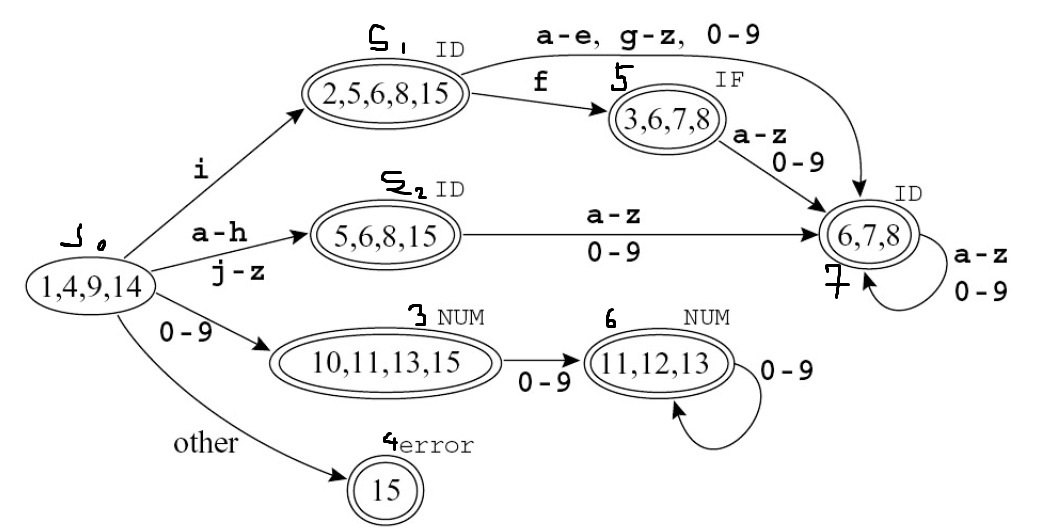 S₁ ID
a-e, g-z, 0-9
2,5,6,8,15
f
5 IF
3,6,7,8
i
a-z
0-9
S₂ ID
ID
S₀
a-h
j-z
5,6,8,15
a-z
0-9
6,7,8
7
a-z
0-9
1,4,9,14
0-9
3 NUM
6 NUM
10,11,13,15
0-9
11,12,13
0-9
other
4 error
15